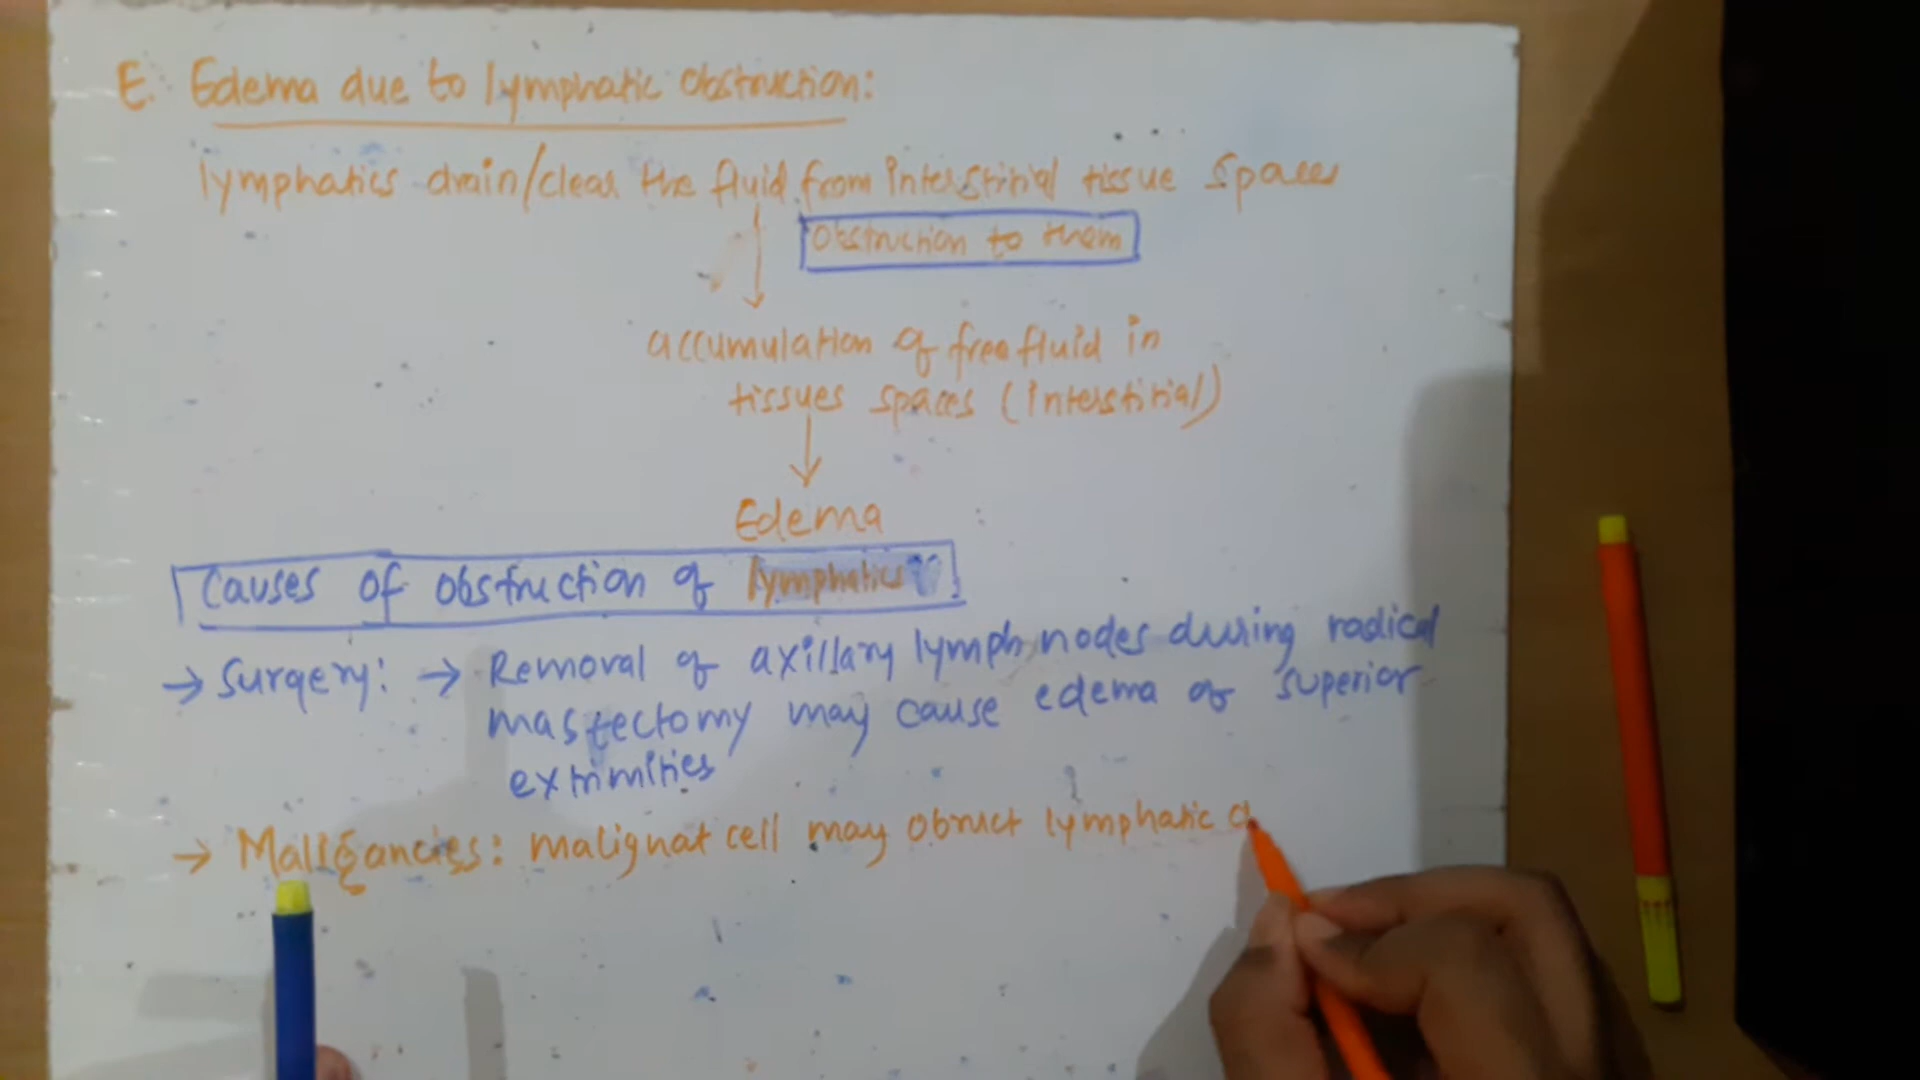 E. Edema due to lymphatic obstruction:
lymphatics drain/clear the fluid from interstitial tissue spaces
obstruction to them
accumulation of free fluid in
tissues spaces (interstitial)
Edema
Causes of obstruction of lymphatics
→ Surgery: → Removal of axillary lymph nodes during radical
mastectomy may cause edema of superior
extrimities
→ Maligancies: malignat cell may obruct lymphatic